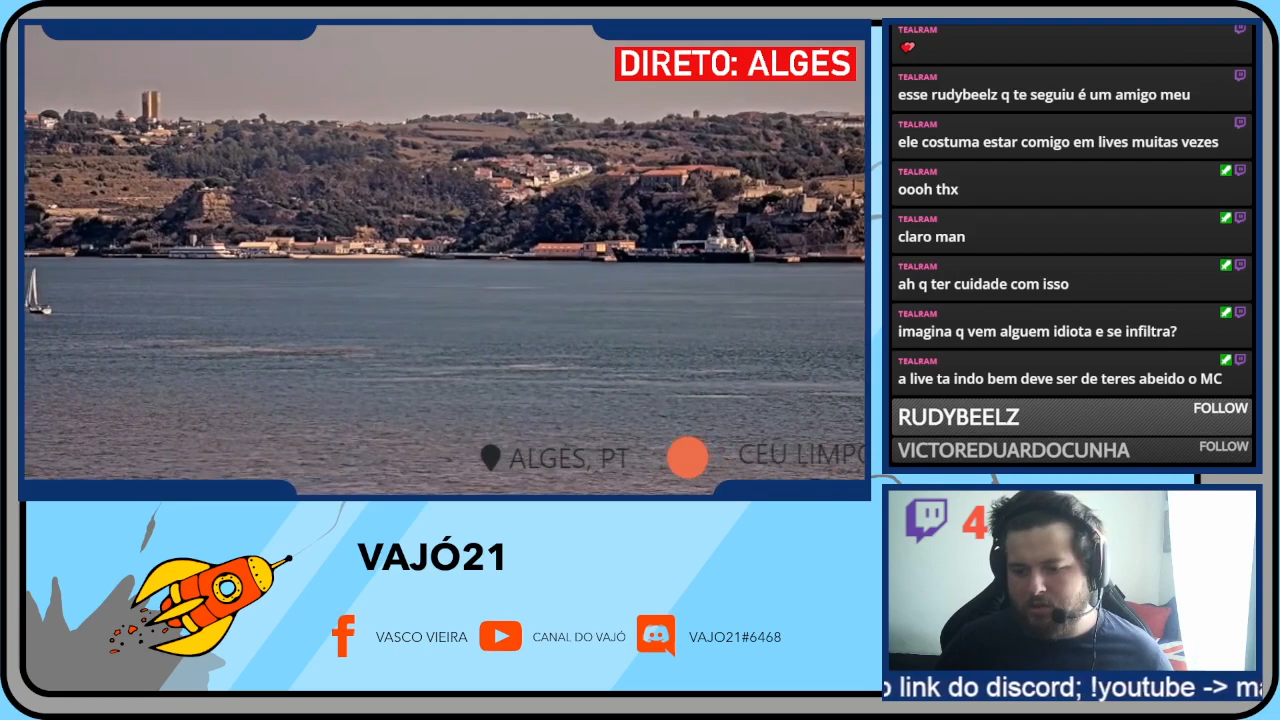 DIRETO: ALGÉS
ALGÉS, PT
CÉU LIMPO
TEALRAM
TEALRAM
esse rudybeelz q te seguiu é um amigo meu
TEALRAM
ele costuma estar comigo em lives muitas vezes
TEALRAM
oooh thx
TEALRAM
claro man
TEALRAM
ah q ter cuidade com isso
TEALRAM
imagina q vem alguem idiota e se infiltra?
TEALRAM
a live ta indo bem deve ser de teres abeido o MC
RUDYBEELZ
FOLLOW
VICTOREDUARDOCUNHA
FOLLOW
4
VAJÓ21
VASCO VIEIRA
CANAL DO VAJÓ
VAJO21#6468
o link do discord; !youtube -> ma